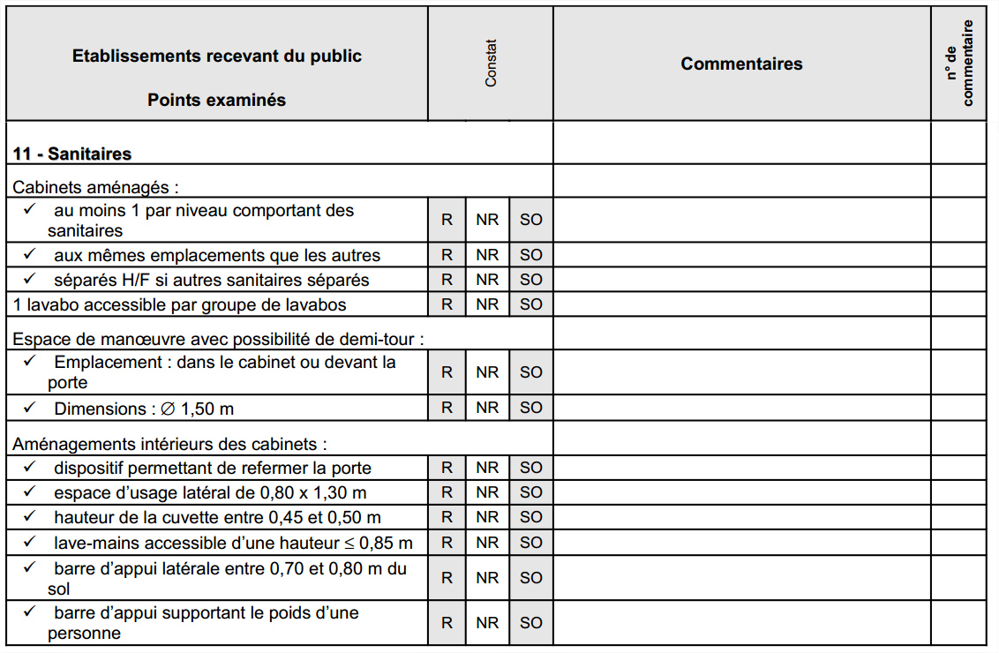 Etablissements recevant du public
Points examinés
Constat
Commentaires
n° de
commentaire
11 - Sanitaires
Cabinets aménagés :
✓ au moins 1 par niveau comportant des
sanitaires
R NR SO
✓ aux mêmes emplacements que les autres R NR SO
✓ séparés H/F si autres sanitaires séparés R NR SO
1 lavabo accessible par groupe de lavabos R NR SO
Espace de manœuvre avec possibilité de demi-tour :
✓ Emplacement : dans le cabinet ou devant la
porte
R NR SO
✓ Dimensions : ∅ 1,50 m R NR SO
Aménagements intérieurs des cabinets :
✓ dispositif permettant de refermer la porte R NR SO
✓ espace d’usage latéral de 0,80 x 1,30 m R NR SO
✓ hauteur de la cuvette entre 0,45 et 0,50 m R NR SO
✓ lave-mains accessible d’une hauteur ≤ 0,85 m R NR SO
✓ barre d’appui latérale entre 0,70 et 0,80 m du
sol
R NR SO
✓ barre d’appui supportant le poids d’une
personne
R NR SO